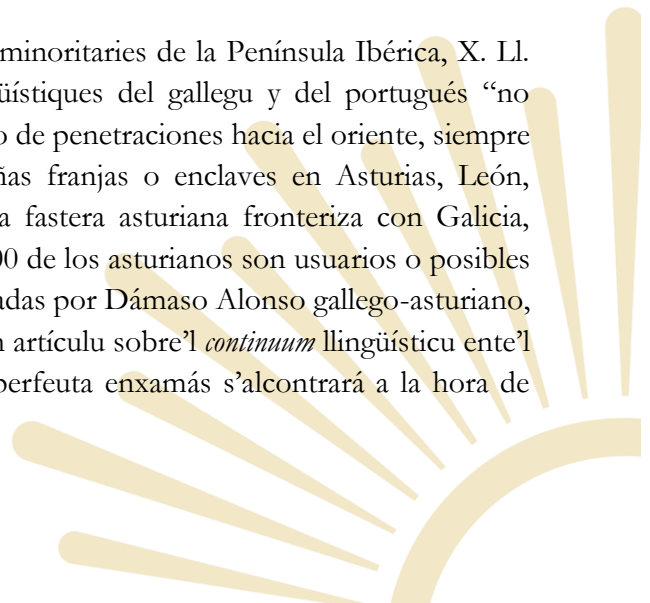 minoritaries de la Península Ibérica, X. Ll.
üístiques del gallegu y del portugués “no
o de penetraciones hacia el oriente, siempre
ñas franjas o enclaves en Asturias, León,
a fastera asturiana fronteriza con Galicia,
00 de los asturianos son usuarios o posibles
adas por Dámaso Alonso gallego-asturiano,
n artículu sobre’l continuum llingüísticu ente’l
perfeuta enxamás s’alcontrará a la hora de